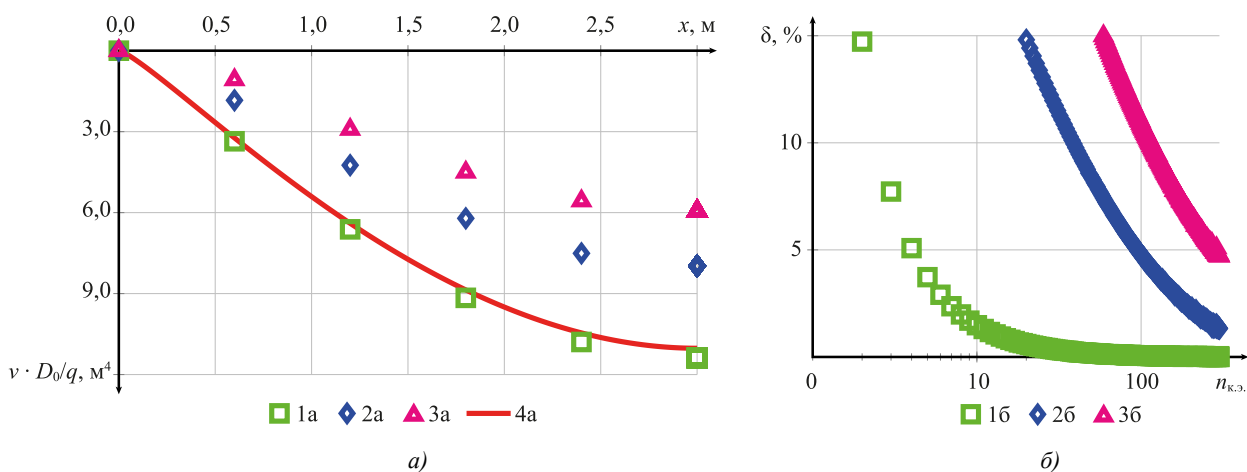 0,0 0,5 1,0 1,5 2,0 2,5 x, м
3,0
6,0
9,0
v · D₀/q, м⁴
1а 2а 3а 4а
а)
δ, %
10
5
0 10 100 nк.э.
1б 2б 3б
б)